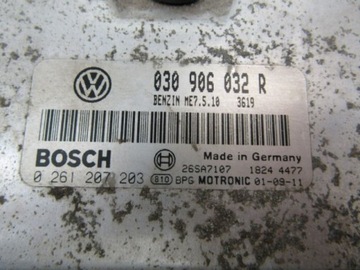 030 906 032 R
BENZIN ME7.5.10 3619
BOSCH
Made in Germany
26SA7107 1824 4477
0 261 207 203 810 BPG MOTRONIC 01-09-11